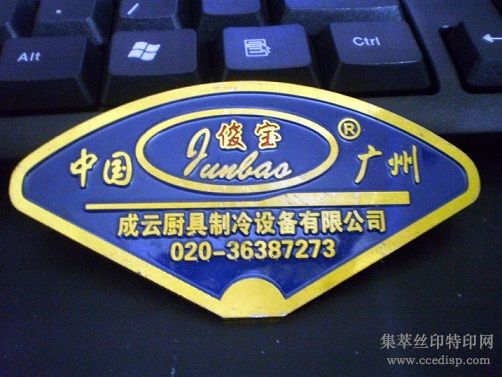 Alt
Ctrl
俊宝
Junbao
®
中国
广州
成云厨具制冷设备有限公司
020-36387273
集萃丝印特印网
www.ccedisp.com